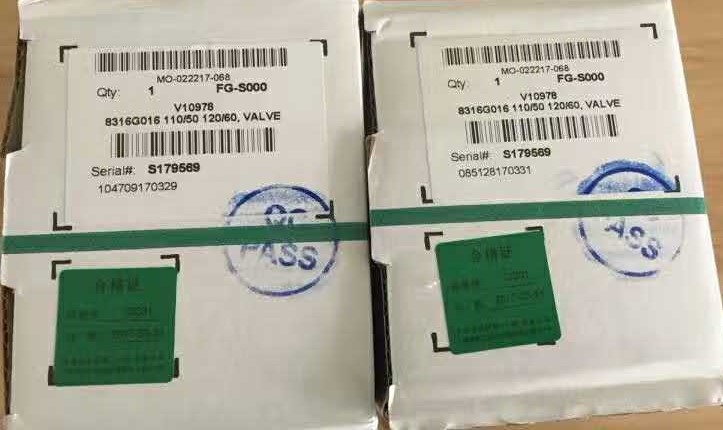 MO-022217-068
Qty: 1 FG-S000
V10978
8316G016 110/50 120/60, VALVE
Serial#: S179569
104709170329
QC
PASS
合格证
MO-022217-068
Qty: 1 FG-S000
V10978
8316G016 110/50 120/60, VALVE
Serial#: S179569
085128170331
ASS
合格证